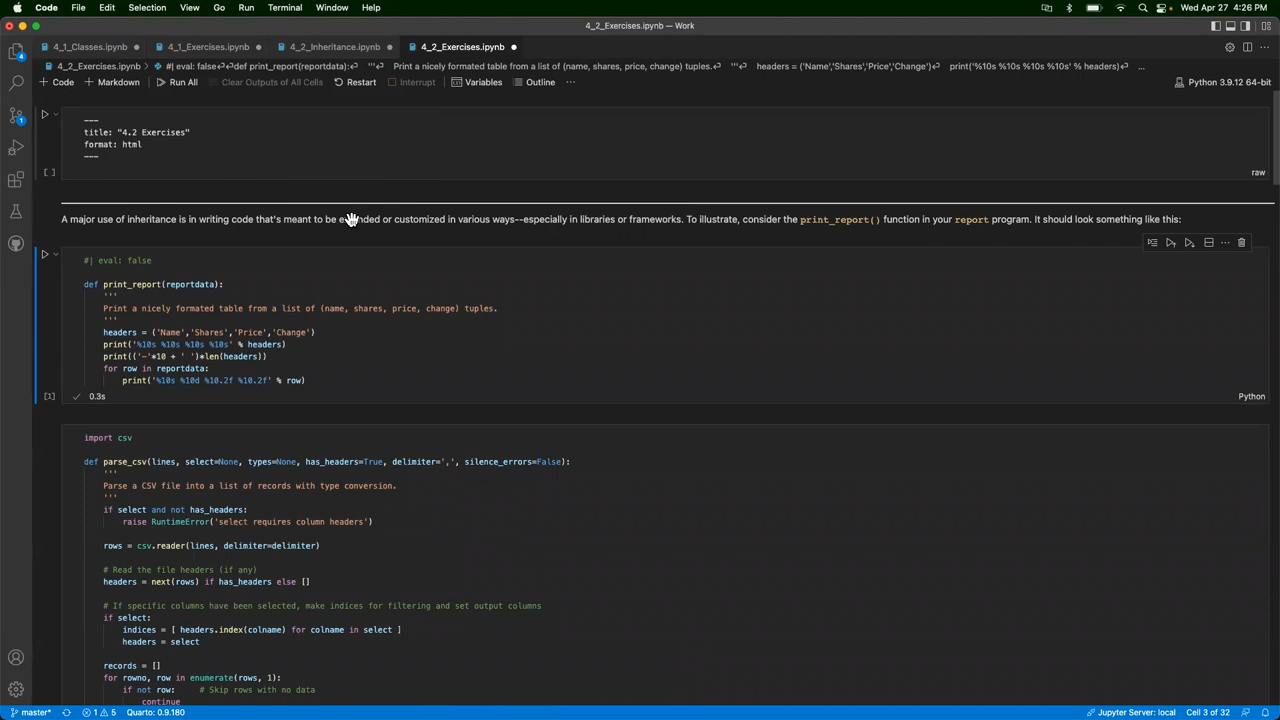 Code File Edit Selection View Go Run Terminal Window Help Wed Apr 27 4:26 PM
4_2_Exercises.ipynb — Work
4_1_Classes.ipynb 4_1_Exercises.ipynb 4_2_Inheritance.ipynb 4_2_Exercises.ipynb
4_2_Exercises.ipynb > #| eval: false↵↵def print_report(reportdata):↵ '''↵ Print a nicely formated table from a list of (name, shares, price, change) tuples.↵ '''↵ headers = ('Name','Shares','Price','Change')↵ print('%10s %10s %10s %10s' % headers)↵ ...
+ Code + Markdown Run All Clear Outputs of All Cells Restart Interrupt Variables Outline ... Python 3.9.12 64-bit
---
title: "4.2 Exercises"
format: html
---
[ ] raw
A major use of inheritance is in writing code that's meant to be extended or customized in various ways--especially in libraries or frameworks. To illustrate, consider the print_report() function in your report program. It should look something like this:
#| eval: false
def print_report(reportdata):
'''
Print a nicely formated table from a list of (name, shares, price, change) tuples.
'''
headers = ('Name','Shares','Price','Change')
print('%10s %10s %10s %10s' % headers)
print(('-'*10 + ' ')*len(headers))
for row in reportdata:
print('%10s %10d %10.2f %10.2f' % row)
[1] 0.3s Python
import csv
def parse_csv(lines, select=None, types=None, has_headers=True, delimiter=',', silence_errors=False):
'''
Parse a CSV file into a list of records with type conversion.
'''
if select and not has_headers:
raise RuntimeError('select requires column headers')
rows = csv.reader(lines, delimiter=delimiter)
# Read the file headers (if any)
headers = next(rows) if has_headers else []
# If specific columns have been selected, make indices for filtering and set output columns
if select:
indices = [ headers.index(colname) for colname in select ]
headers = select
records = []
for rowno, row in enumerate(rows, 1):
if not row: # Skip rows with no data
continue
4
1
master* 1 5 Quarto: 0.9.180 Jupyter Server: local Cell 3 of 32